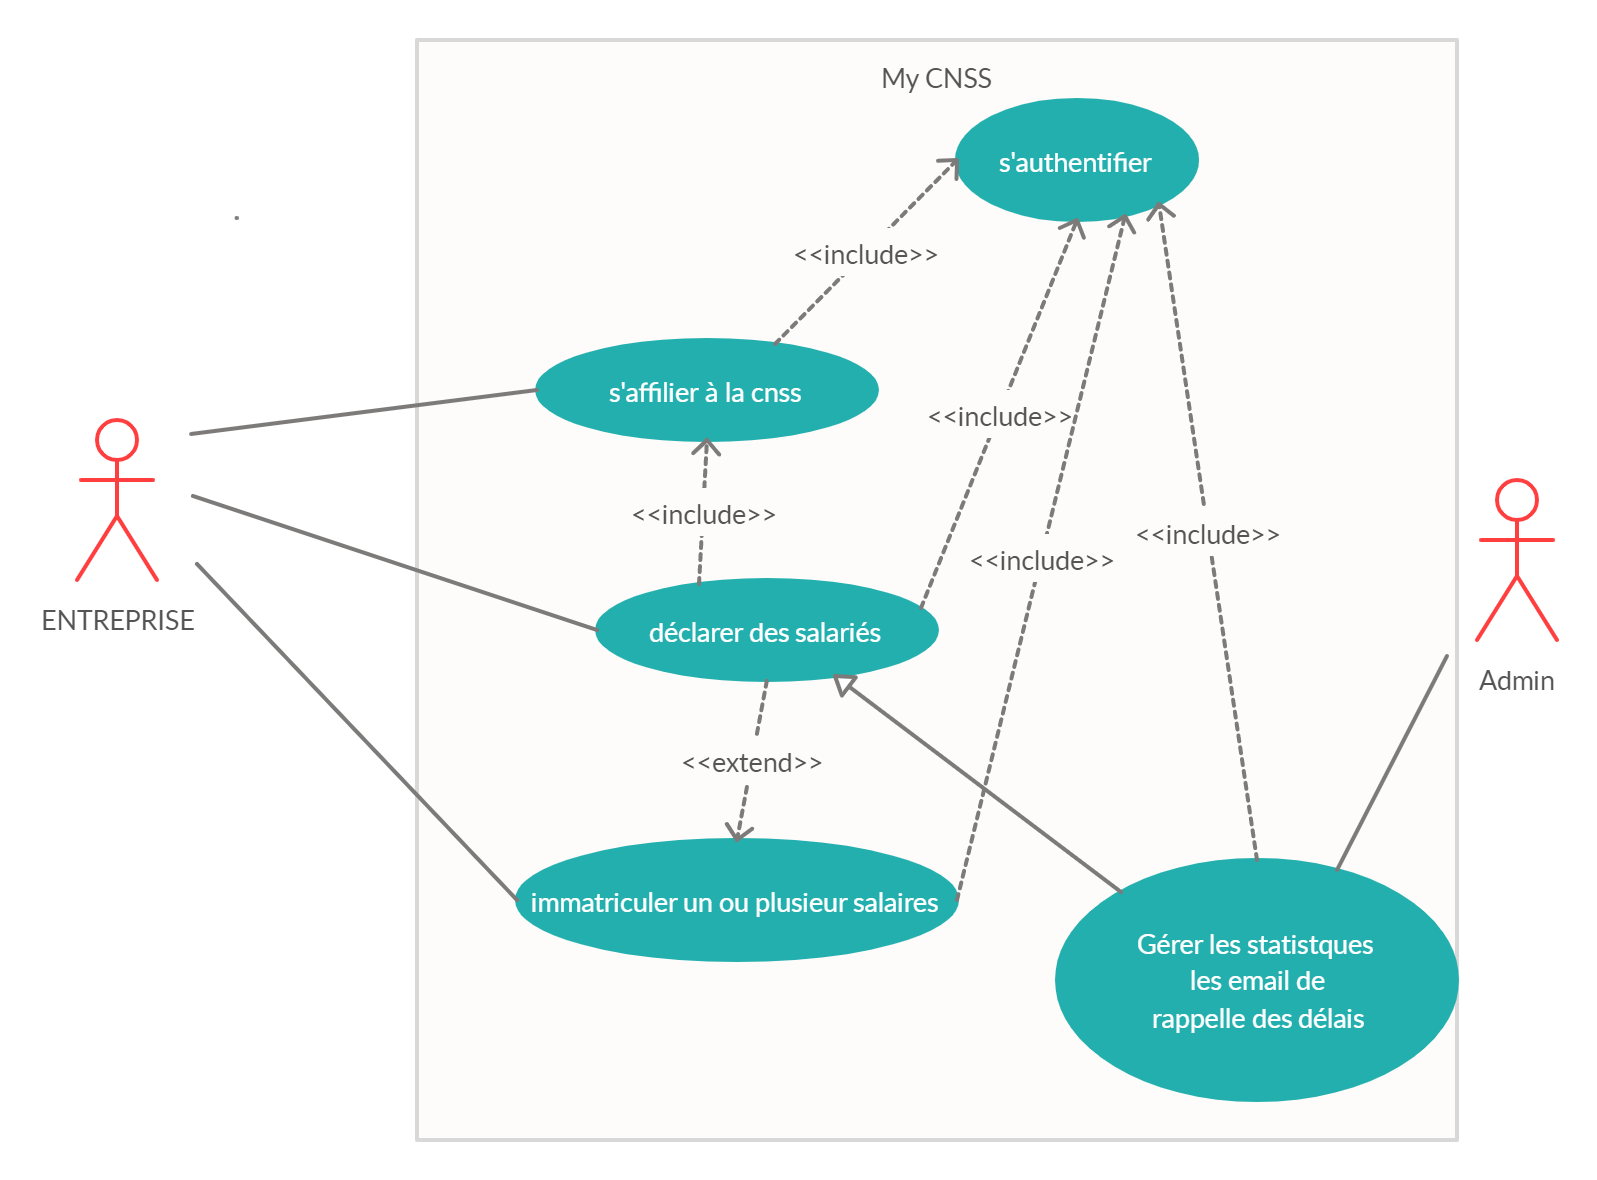 My CNSS
s'authentifier
<<include>>
s'affilier à la cnss
<<include>>
<<include>>
<<include>>
<<include>>
ENTREPRISE
déclarer des salariés
Admin
<<extend>>
immatriculer un ou plusieur salaires
Gérer les statistques
les email de
rappelle des délais